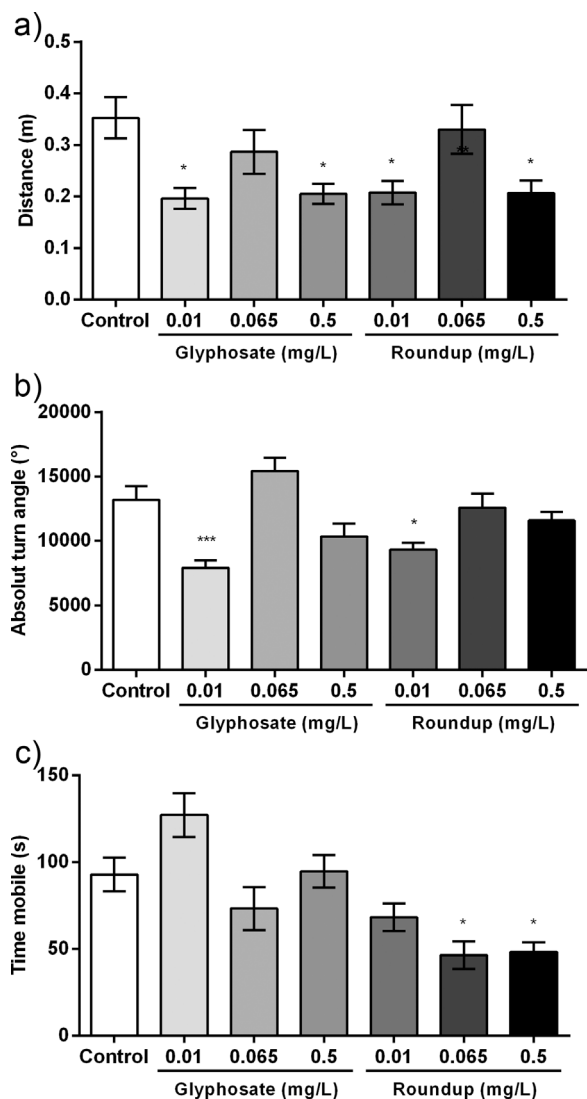 a)
Distance (m)
0.5
0.4
0.3
0.2
0.1
0.0
* * * ** *
Control 0.01 0.065 0.5 0.01 0.065 0.5
Glyphosate (mg/L) Roundup (mg/L)
b)
Absolut turn angle (°)
20000
15000
10000
5000
0
*** *
Control 0.01 0.065 0.5 0.01 0.065 0.5
Glyphosate (mg/L) Roundup (mg/L)
c)
Time mobile (s)
150
100
50
0
* *
Control 0.01 0.065 0.5 0.01 0.065 0.5
Glyphosate (mg/L) Roundup (mg/L)